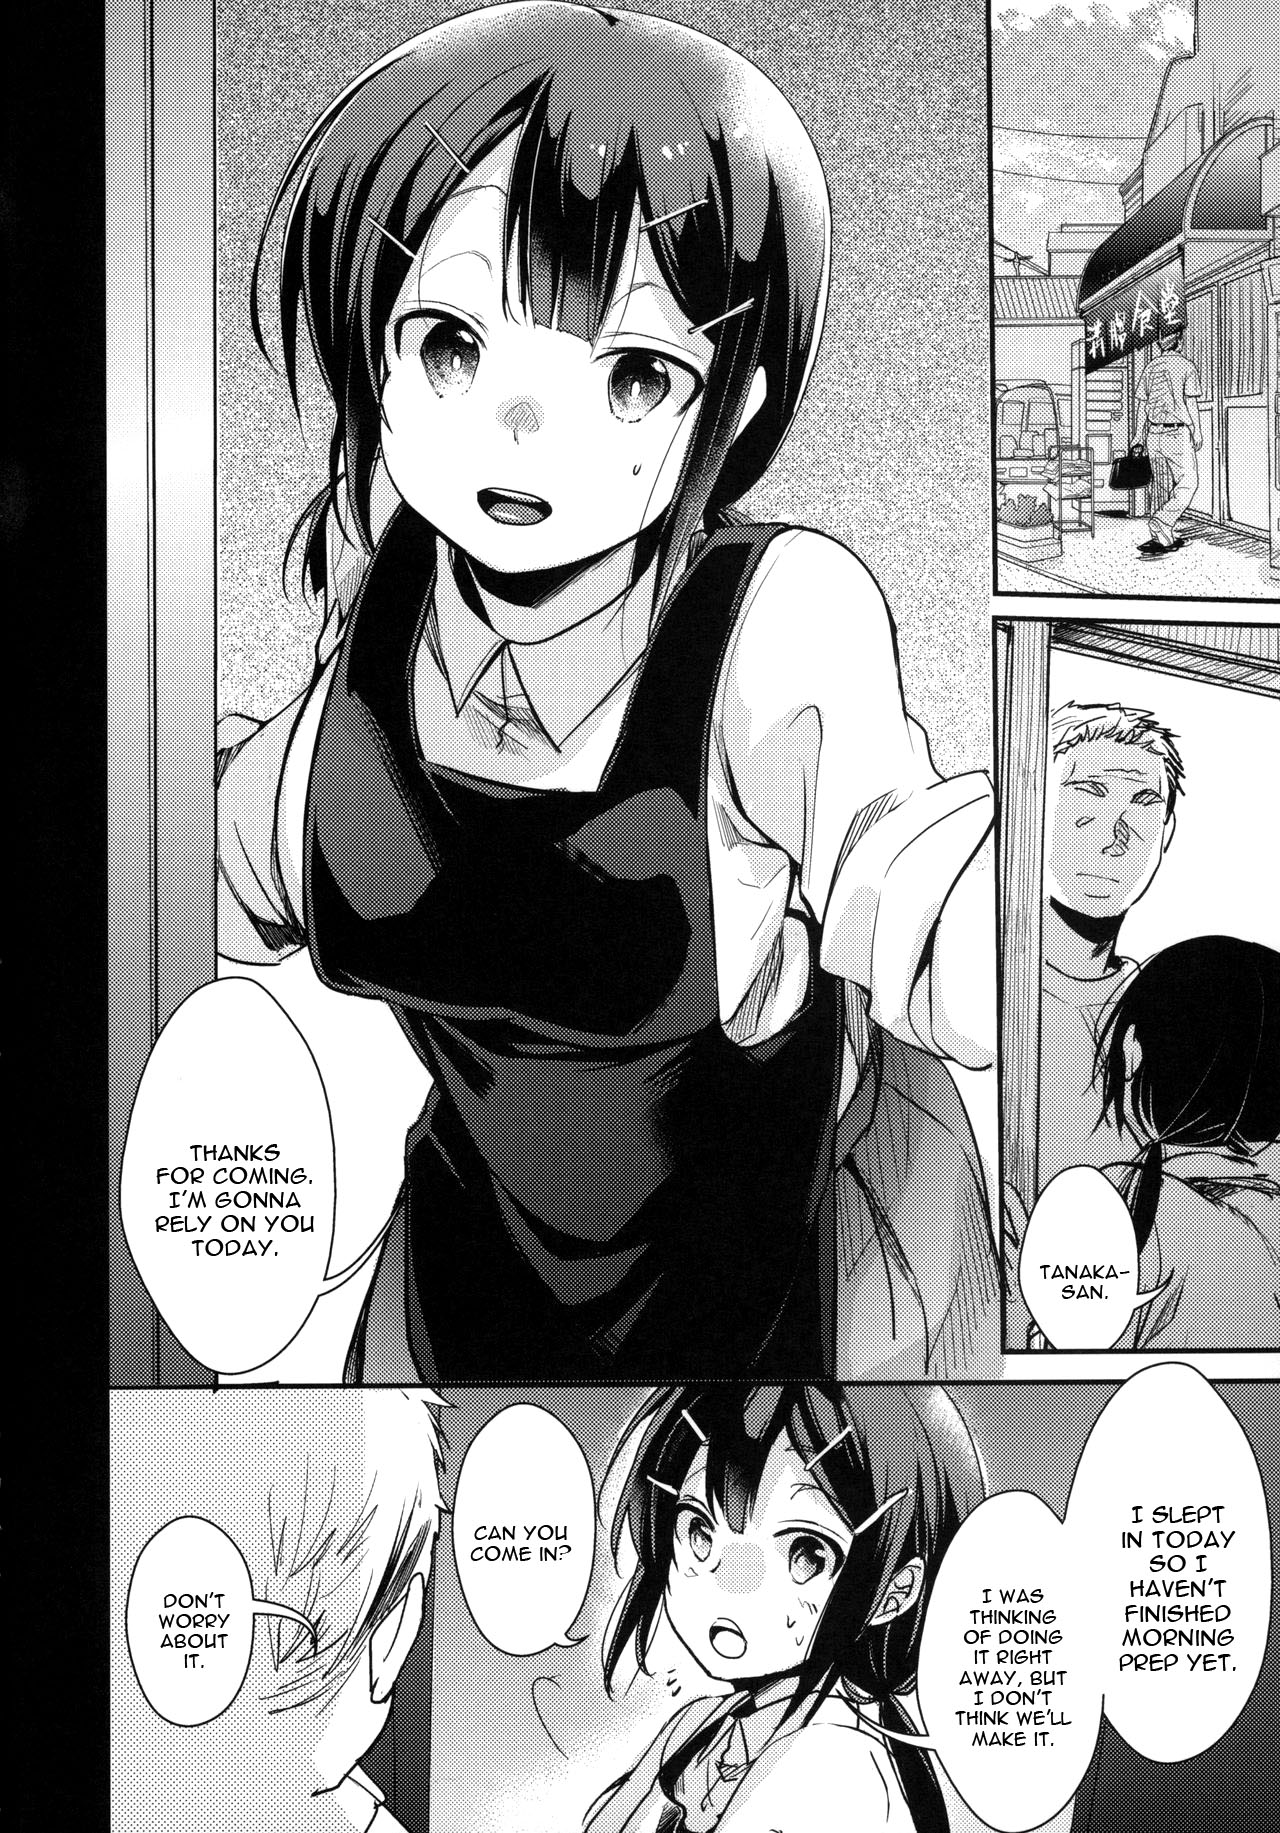 TANAKA-
SAN.
THANKS
FOR COMING.
I'M GONNA
RELY ON YOU
TODAY.
I SLEPT
IN TODAY
SO I
HAVEN'T
FINISHED
MORNING
PREP YET.
I WAS
THINKING
OF DOING
IT RIGHT
AWAY, BUT
I DON'T
THINK WE'LL
MAKE IT.
CAN YOU
COME IN?
DON'T
WORRY
ABOUT
IT.